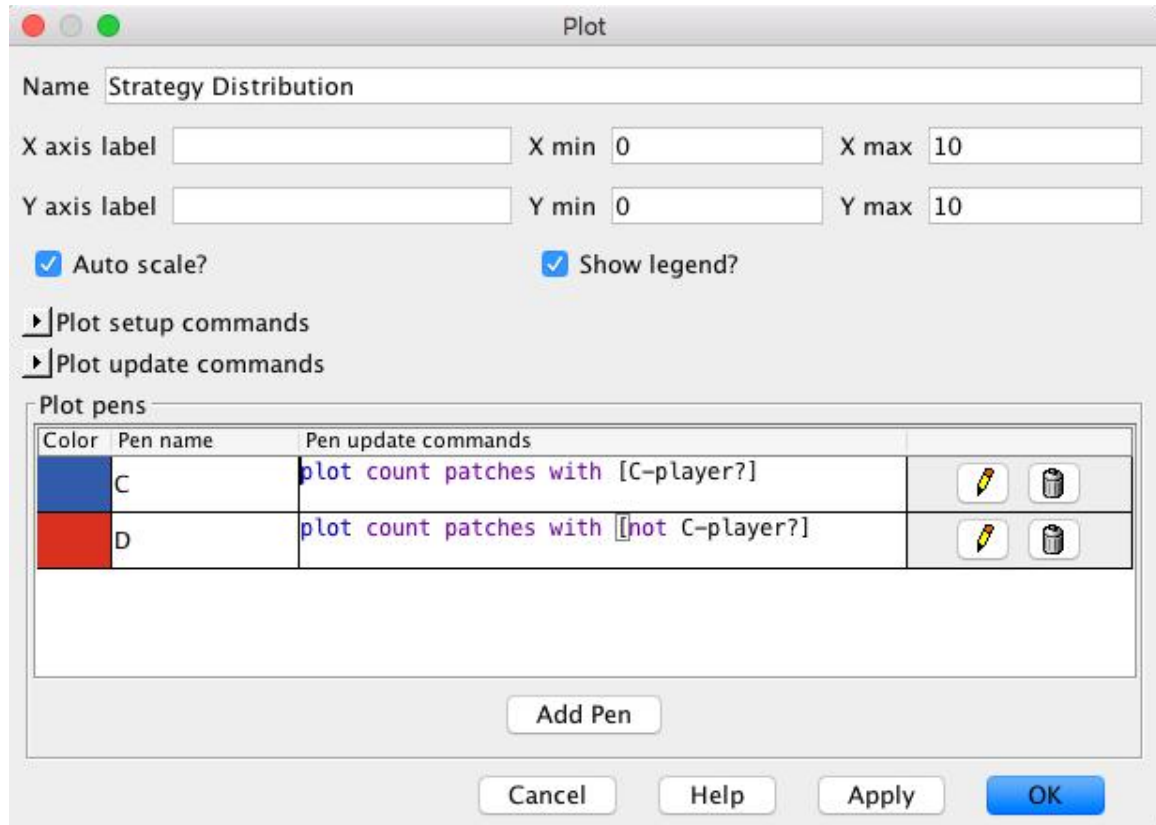 Plot
Name Strategy Distribution
X axis label X min 0 X max 10
Y axis label Y min 0 Y max 10
Auto scale? Show legend?
Plot setup commands
Plot update commands
Plot pens
Color Pen name Pen update commands
C plot count patches with [C-player?]
D plot count patches with [not C-player?]
Add Pen
Cancel Help Apply OK